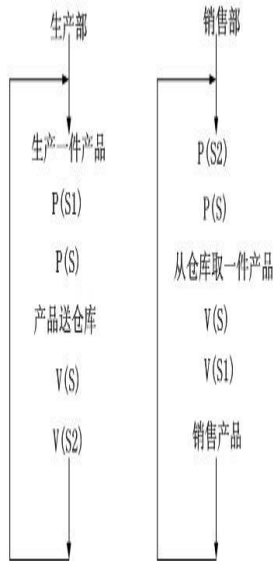 生产部
生产一件产品
P(S1)
P(S)
产品送仓库
V(S)
V(S2)
销售部
P(S2)
P(S)
从仓库取一件产品
V(S)
V(S1)
销售产品